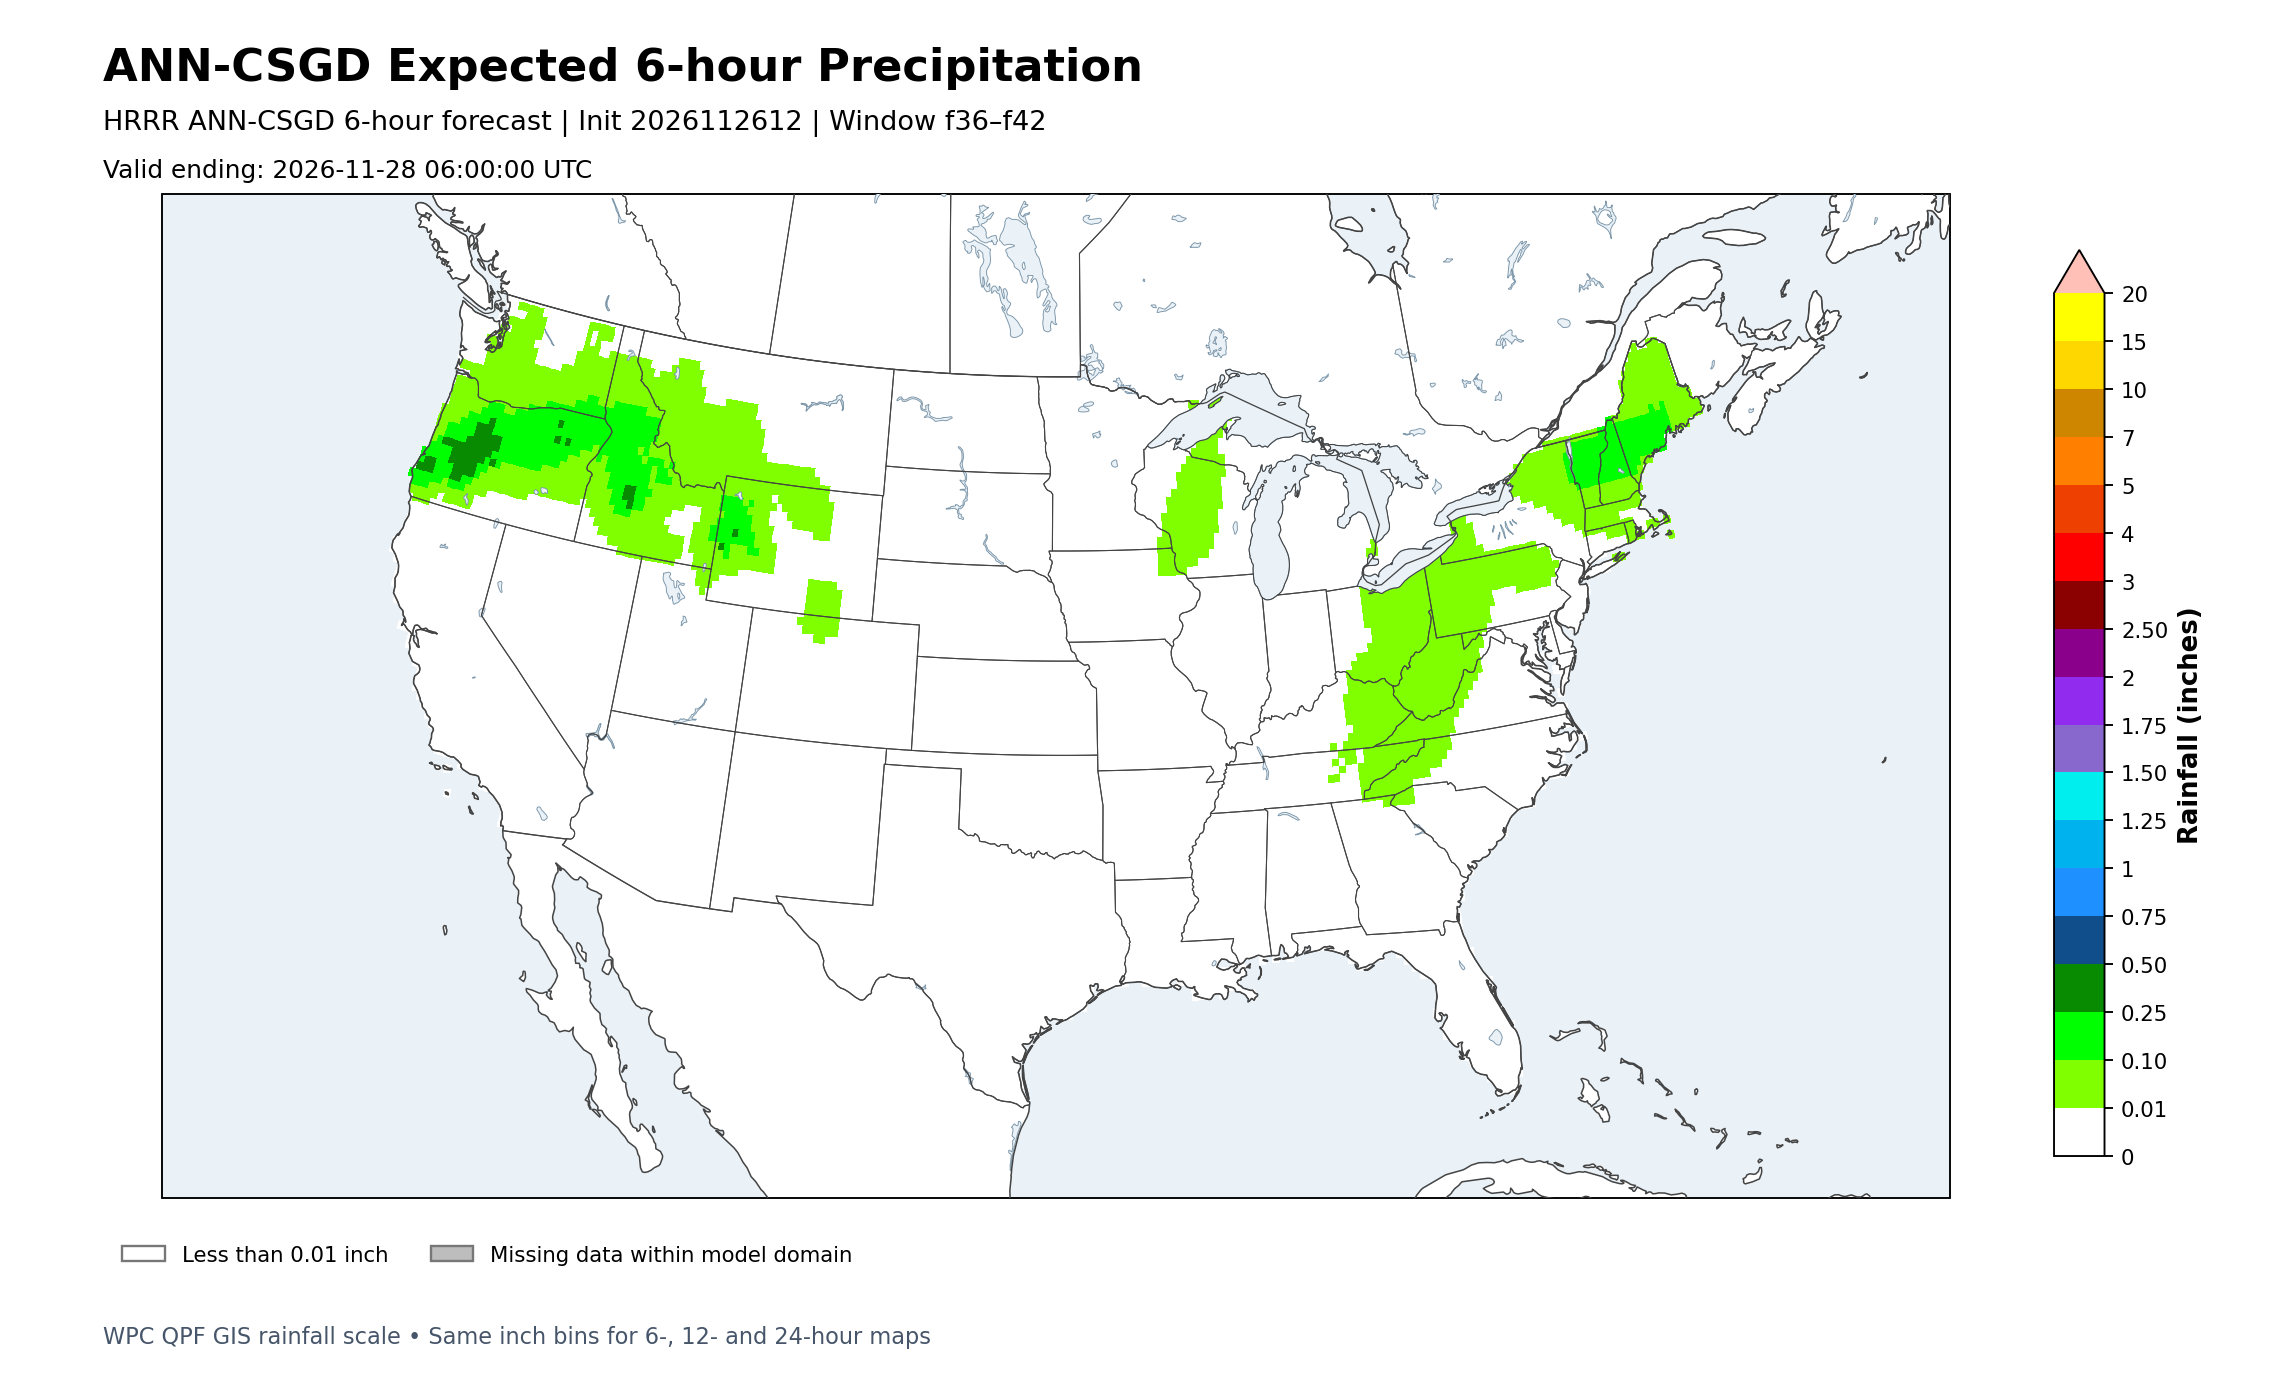 ANN-CSGD Expected 6-hour Precipitation
HRRR ANN-CSGD 6-hour forecast | Init 2026112612 | Window f36–f42
Valid ending: 2026-11-28 06:00:00 UTC
20
15
10
7
5
4
3
2.50
2
1.75
1.50
1.25
1
0.75
0.50
0.25
0.10
0.01
0
Rainfall (inches)
Less than 0.01 inch
Missing data within model domain
WPC QPF GIS rainfall scale • Same inch bins for 6-, 12- and 24-hour maps